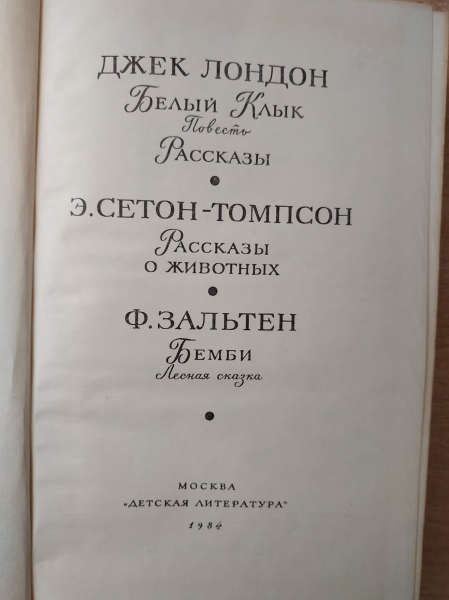 ДЖЕК ЛОНДОН
Белый Клык
Повесть
Рассказы
Э.СЕТОН-ТОМПСОН
Рассказы
о животных
Ф.ЗАЛЬТЕН
Бемби
Лесная сказка
МОСКВА
"ДЕТСКАЯ ЛИТЕРАТУРА"
1984